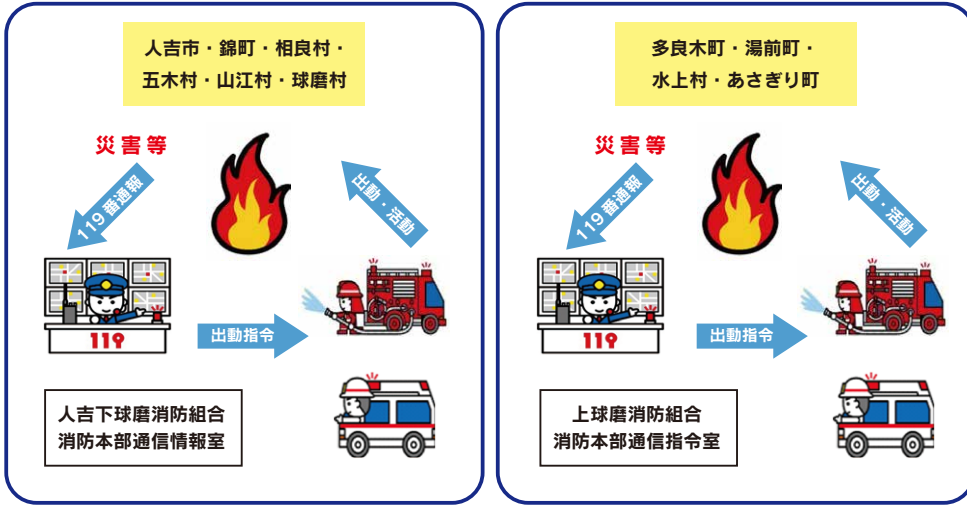 人吉市・錦町・相良村・
五木村・山江村・球磨村
災害等
119番通報
出動・活動
119
出動指令
人吉下球磨消防組合
消防本部通信情報室
多良木町・湯前町・
水上村・あさぎり町
災害等
119番通報
出動・活動
119
出動指令
上球磨消防組合
消防本部通信指令室